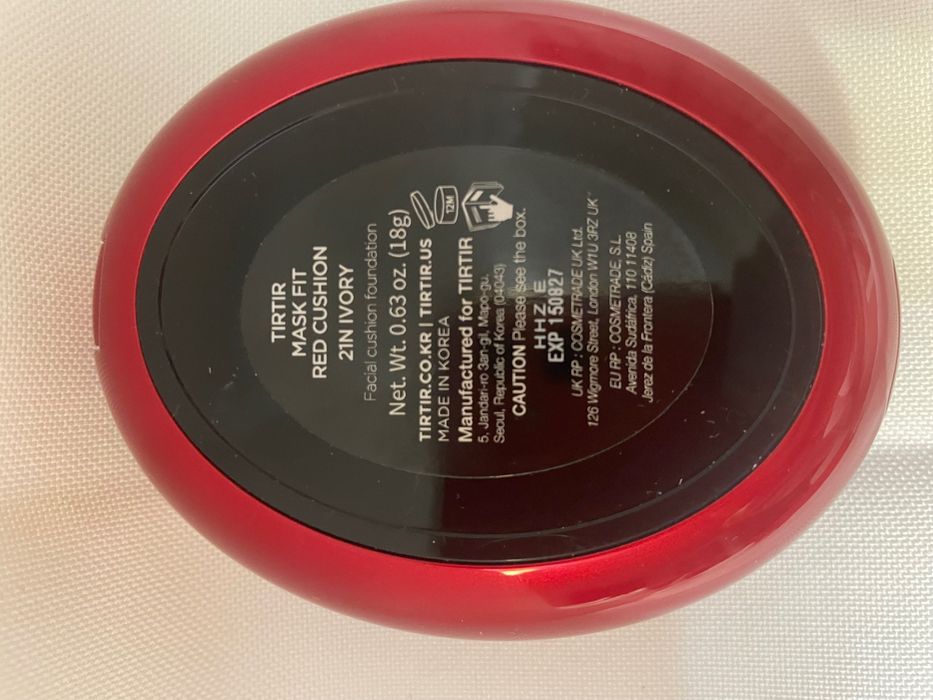 TIRTIR
MASK FIT
RED CUSHION
21N IVORY
Facial cushion foundation
Net. Wt. 0.63 oz. (18g)
TIRTIR.CO.KR | TIRTIR.US
12M
MADE IN KOREA
Manufactured for TIRTIR
5, Jandari-ro 3an-gil, Mapo-gu,
Seoul, Republic of Korea (04043)
CAUTION Please see the box.
HHZ E
EXP 150827
UK RP : COSMETRADE UK Ltd.
126 Wigmore Street, London W1U 3RZ UK
EU RP : COSMETRADE, S.L.
Avenida Sudáfrica, 110 11408
Jerez de la Frontera (Cádiz) Spain